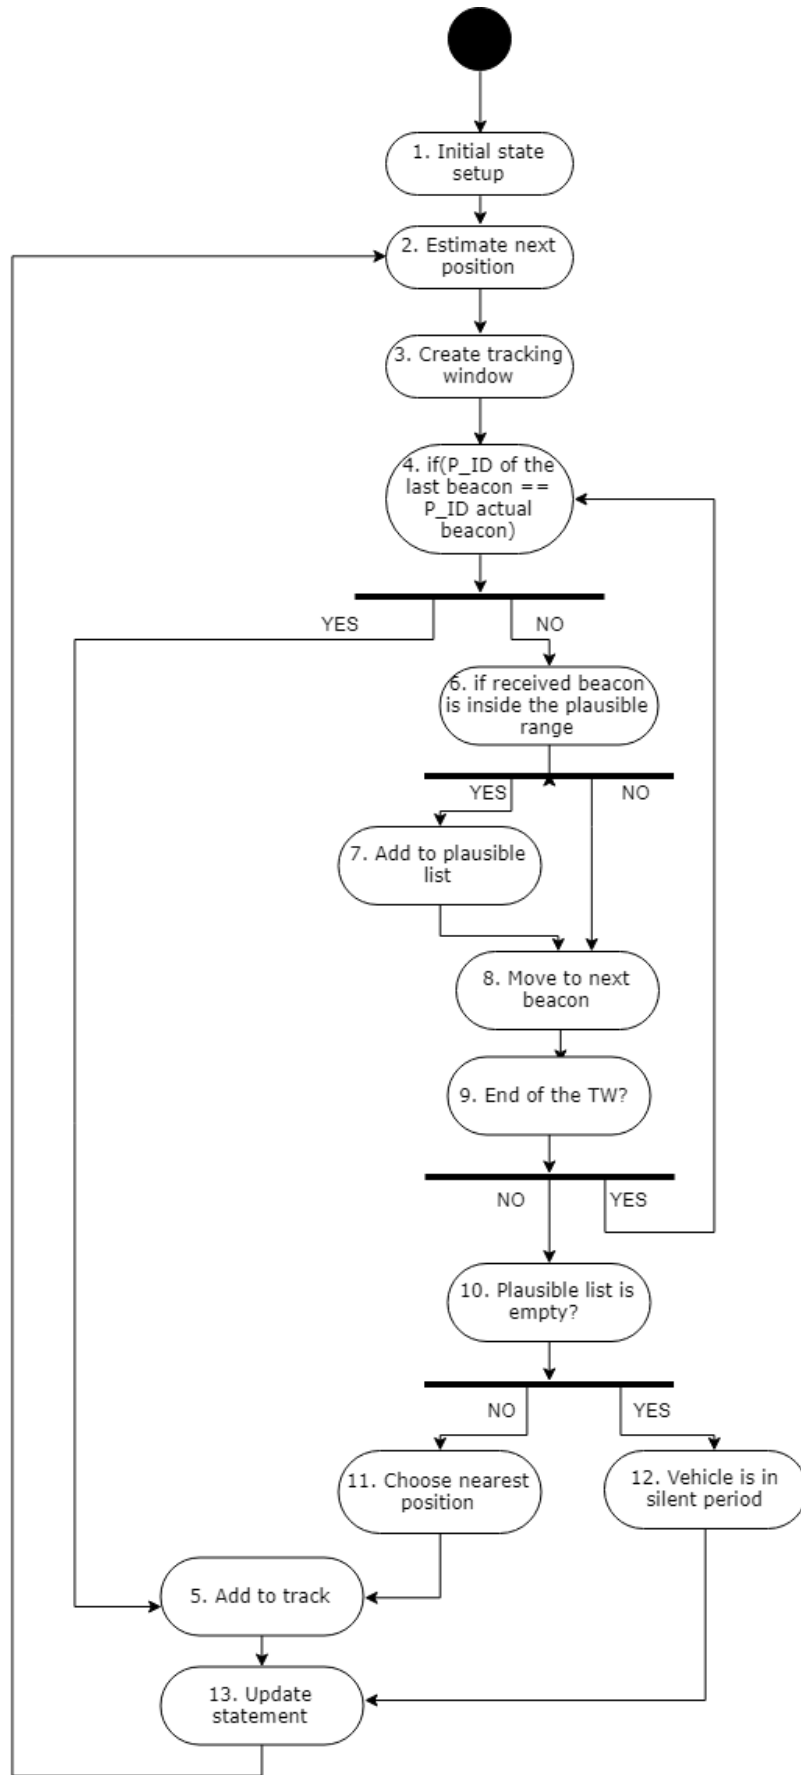 1. Initial state
setup
2. Estimate next
position
3. Create tracking
window
4. if(P_ID of the
last beacon ==
P_ID actual
beacon)
YES
NO
6. if received beacon
is inside the plausible
range
YES
NO
7. Add to plausible
list
8. Move to next
beacon
9. End of the TW?
NO
YES
10. Plausible list is
empty?
NO
YES
11. Choose nearest
position
12. Vehicle is in
silent period
5. Add to track
13. Update
statement